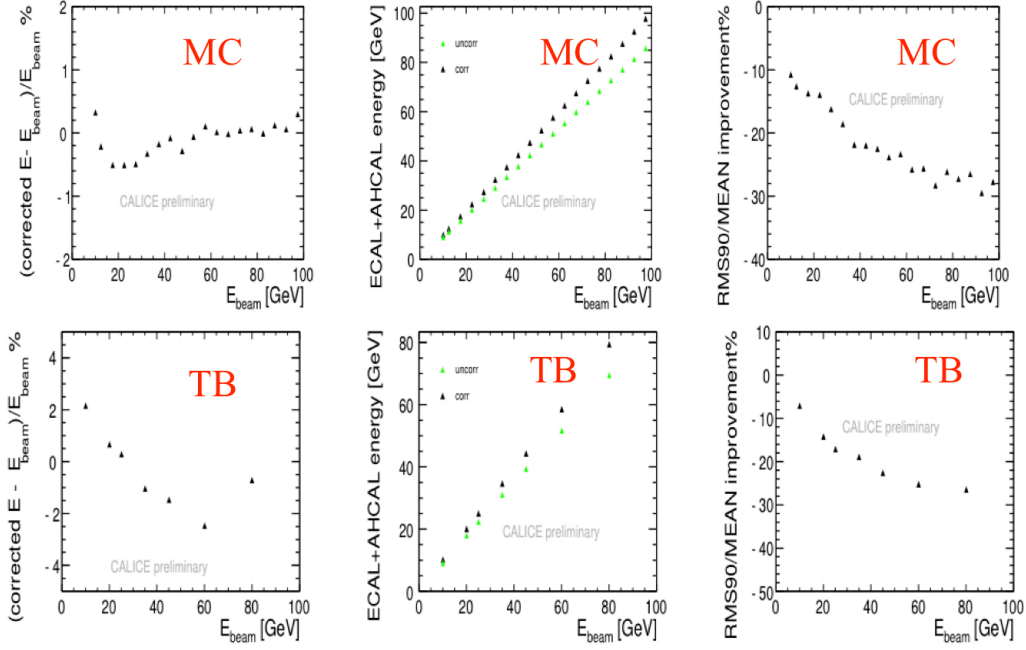 (corrected E- E_beam)/E_beam %
2
1
0
- 1
- 2
MC
CALICE preliminary
0 20 40 60 80 100
E_beam [GeV]
ECAL+AHCAL energy [GeV]
100
80
60
40
20
0
uncorr
corr
MC
CALICE preliminary
0 20 40 60 80 100
E_beam [GeV]
RMS90/MEAN improvement%
0
-10
-20
-30
-40
MC
CALICE preliminary
0 20 40 60 80 100
E_beam [GeV]
(corrected E - E_beam)/E_beam %
4
2
0
- 2
- 4
TB
CALICE preliminary
0 20 40 60 80 100
E_beam [GeV]
ECAL+AHCAL energy [GeV]
80
60
40
20
0
uncorr
corr
TB
CALICE preliminary
0 20 40 60 80 100
E_beam [GeV]
RMS90/MEAN improvement%
10
0
-10
-20
-30
-40
-50
TB
CALICE preliminary
0 20 40 60 80 100
E_beam [GeV]